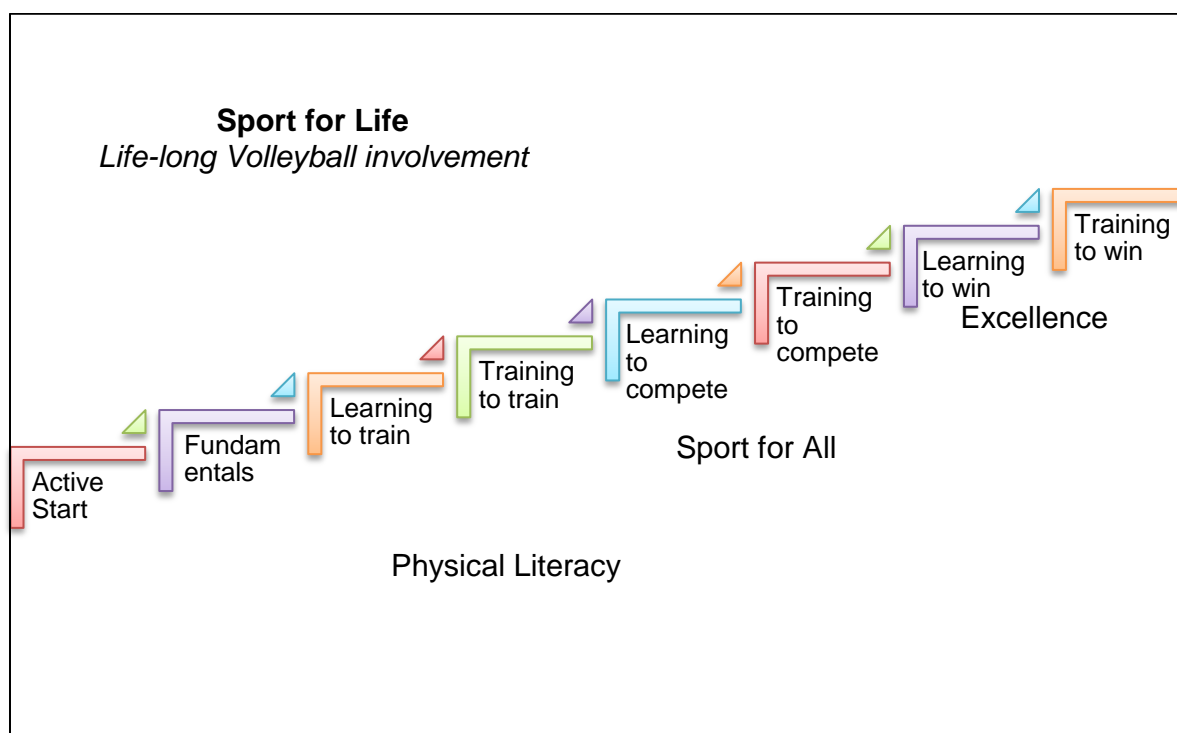 Sport for Life
Life-long Volleyball involvement
Active
Start
Fundam
entals
Learning
to train
Training
to train
Learning
to
compete
Training
to
compete
Learning
to win
Training
to win
Excellence
Sport for All
Physical Literacy